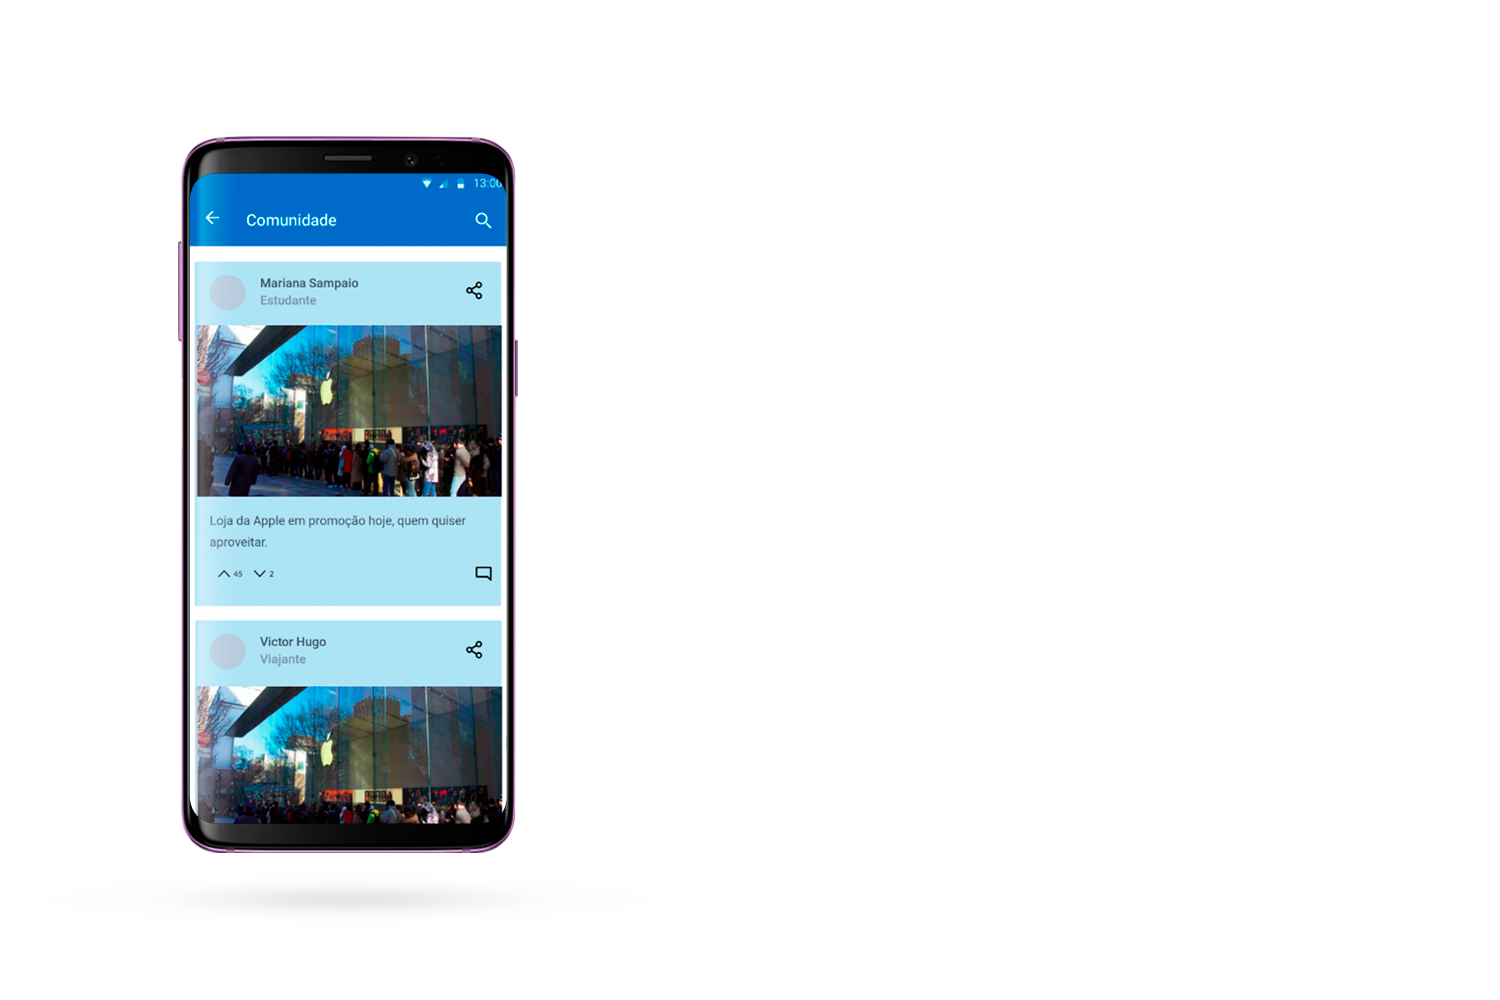 13:00
Comunidade
Mariana Sampaio
Estudante
Loja da Apple em promoção hoje, quem quiser
aproveitar.
45 2
Victor Hugo
Viajante